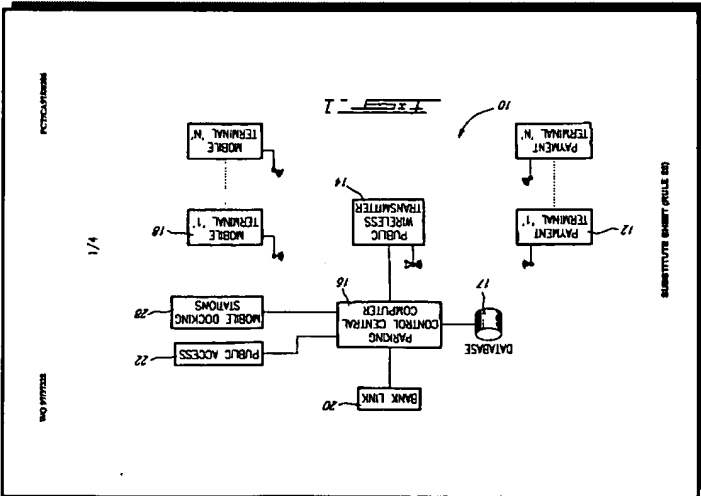 1/4
BANK LINK
20
PUBLIC ACCESS
22
MOBILE DOCKING
STATIONS
28
PARKING
CONTROL CENTRAL
COMPUTER
16
DATABASE
17
PUBLIC
WIRELESS
TRANSMITTER
14
MOBILE
TERMINAL '1'
18
PAYMENT
TERMINAL '1'
12
MOBILE
TERMINAL 'N'
PAYMENT
TERMINAL 'N'
10
SUBSTITUTE SHEET (RULE 26)